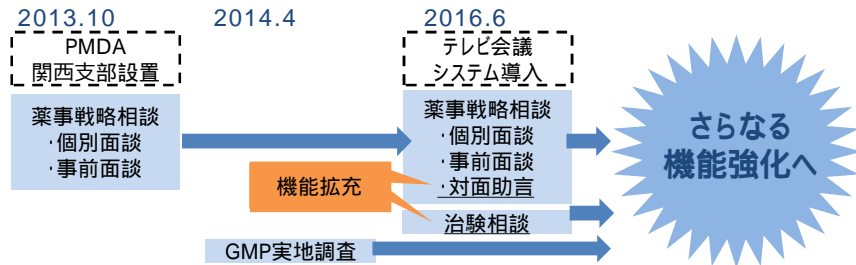 2013.10
2014.4
2016.6
PMDA
関西支部設置
テレビ会議
システム導入
薬事戦略相談
・個別面談
・事前面談
薬事戦略相談
・個別面談
・事前面談
・対面助言
機能拡充
治験相談
GMP実地調査
さらなる
機能強化へ